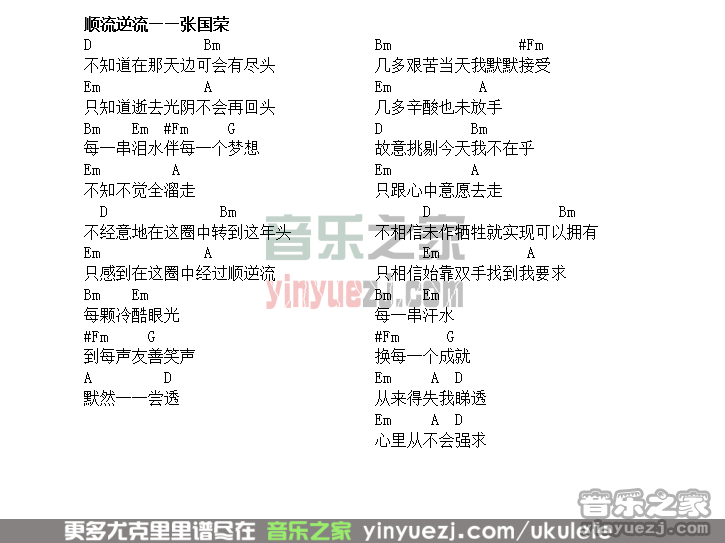 顺流逆流一一张国荣
D Bm
不知道在那天边可会有尽头
Em A
只知道逝去光阴不会再回头
Bm Em #Fm G
每一串泪水伴每一个梦想
Em A
不知不觉全溜走
D Bm
不经意地在这圈中转到这年头
Em A
只感到在这圈中经过顺逆流
Bm Em
每颗冷酷眼光
#Fm G
到每声友善笑声
A D
默然一一尝透
Bm #Fm
几多艰苦当天我默默接受
Em A
几多辛酸也未放手
D Bm
故意挑剔今天我不在乎
Em A
只跟心中意愿去走
D Bm
不相信未作牺牲就实现可以拥有
Em A
只相信始靠双手找到我要求
Bm Em
每一串汗水
#Fm G
换每一个成就
Em A D
从来得失我睇透
Em A D
心里从不会强求
音乐之家
yinyuezj.com
音乐之家
yinyuezj.com
更多尤克里里谱尽在 音乐之家 yinyuezj.com/ukulele